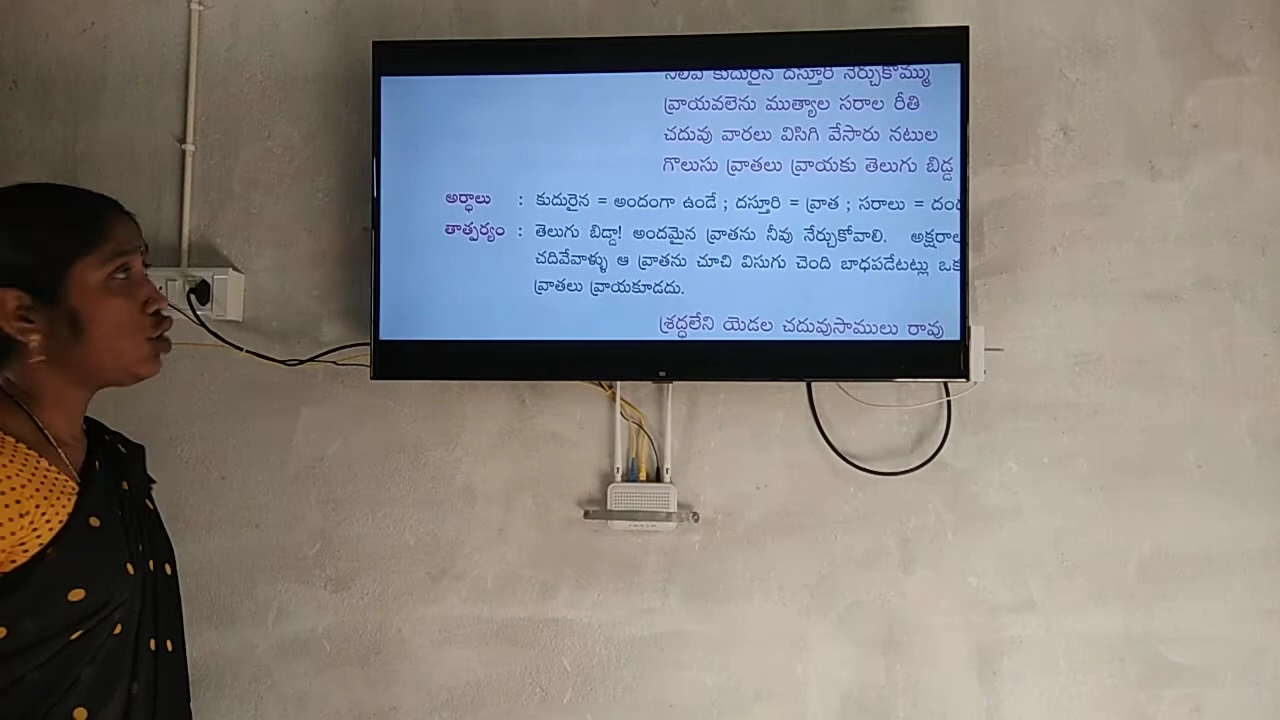 నిలిపి కుదురైన దస్తూరి నేర్చుకొమ్ము
వ్రాయవలెను ముత్యాల సరాల రీతి
చదువు వారలు విసిగి వేసారు నటుల
గొలుసు వ్రాతలు వ్రాయకు తెలుగు బిడ్డ
అర్థాలు : కుదురైన = అందంగా ఉండే ; దస్తూరి = వ్రాత ; సరాలు =
తాత్పర్యం : తెలుగు బిడ్డా! అందమైన వ్రాతను నీవు నేర్చుకోవాలి.
చదివేవాళ్ళు ఆ వ్రాతను చూచి విసుగు చెంది బాధపడేటట్లు
వ్రాతలు వ్రాయకూడదు.
శ్రద్ధలేని యెడల చదువుసాములు రావు